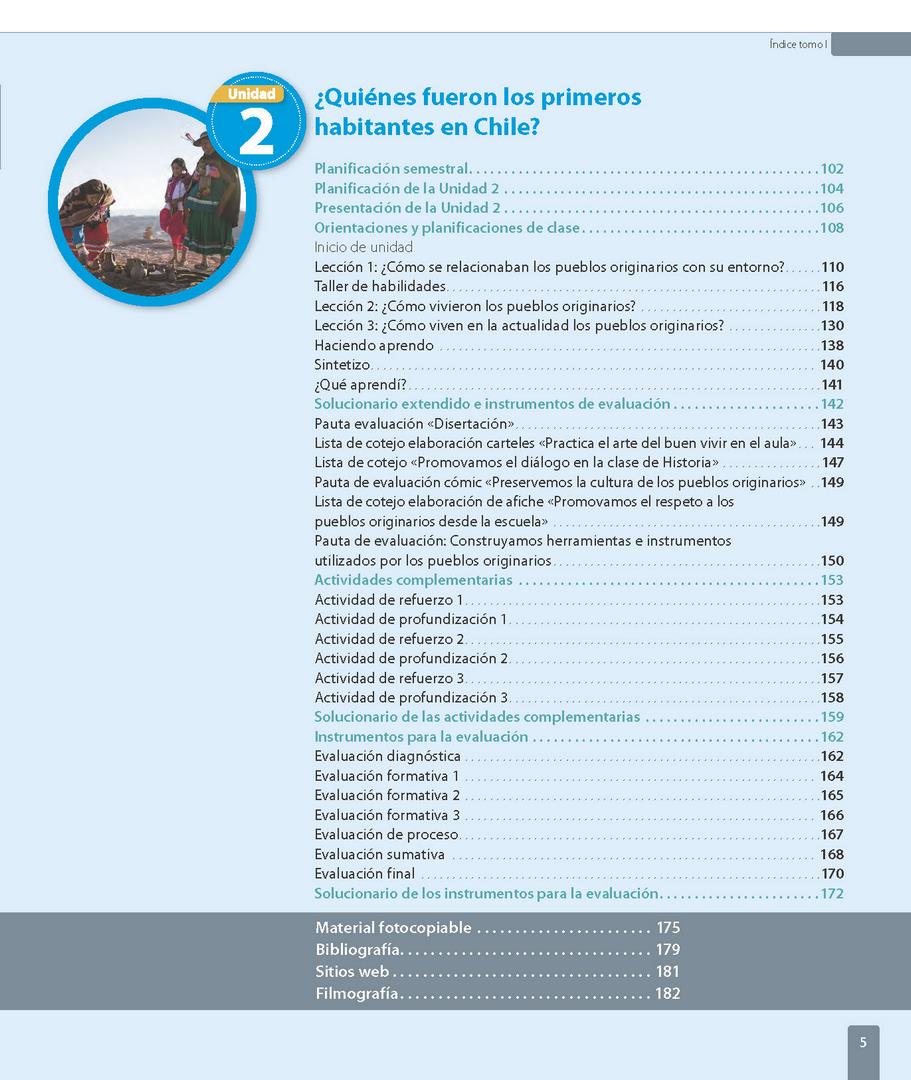 Índice tomo I
Unidad
2
¿Quiénes fueron los primeros
habitantes en Chile?
Planificación semestral. . . . . . . . . . . . . . . . . . . . 102
Planificación de la Unidad 2 . . . . . . . . . . . . . . . . . . . . 104
Presentación de la Unidad 2 . . . . . . . . . . . . . . . . . . . . 106
Orientaciones y planificaciones de clase. . . . . . . . . . . . . . . . . . . . 108
Inicio de unidad
Lección 1: ¿Cómo se relacionaban los pueblos originarios con su entorno?. . . . . . 110
Taller de habilidades. . . . . . . . . . . . . . . . . . . . 116
Lección 2: ¿Cómo vivieron los pueblos originarios? . . . . . . . . . . . . . . . . . . . . 118
Lección 3: ¿Cómo viven en la actualidad los pueblos originarios? . . . . . . . . . . . . . 130
Haciendo aprendo . . . . . . . . . . . . . . . . . . . . 138
Sintetizo. . . . . . . . . . . . . . . . . . . . 140
¿Qué aprendí?. . . . . . . . . . . . . . . . . . . . 141
Solucionario extendido e instrumentos de evaluación . . . . . . . . . . . . . . . . . . . . 142
Pauta evaluación «Disertación». . . . . . . . . . . . . . . . . . . . 143
Lista de cotejo elaboración carteles «Practica el arte del buen vivir en el aula». . . 144
Lista de cotejo «Promovamos el diálogo en la clase de Historia» . . . . . . . . . . . . . . 147
Pauta de evaluación cómic «Preservemos la cultura de los pueblos originarios» . . 149
Lista de cotejo elaboración de afiche «Promovamos el respeto a los
pueblos originarios desde la escuela» . . . . . . . . . . . . . . . . . . . . 149
Pauta de evaluación: Construyamos herramientas e instrumentos
utilizados por los pueblos originarios. . . . . . . . . . . . . . . . . . . . 150
Actividades complementarias . . . . . . . . . . . . . . . . . . . . 153
Actividad de refuerzo 1. . . . . . . . . . . . . . . . . . . . 153
Actividad de profundización 1. . . . . . . . . . . . . . . . . . . . 154
Actividad de refuerzo 2. . . . . . . . . . . . . . . . . . . . 155
Actividad de profundización 2. . . . . . . . . . . . . . . . . . . . 156
Actividad de refuerzo 3. . . . . . . . . . . . . . . . . . . . 157
Actividad de profundización 3. . . . . . . . . . . . . . . . . . . . 158
Solucionario de las actividades complementarias . . . . . . . . . . . . . . . . . . . . 159
Instrumentos para la evaluación . . . . . . . . . . . . . . . . . . . . 162
Evaluación diagnóstica . . . . . . . . . . . . . . . . . . . . 162
Evaluación formativa 1 . . . . . . . . . . . . . . . . . . . . 164
Evaluación formativa 2 . . . . . . . . . . . . . . . . . . . . 165
Evaluación formativa 3 . . . . . . . . . . . . . . . . . . . . 166
Evaluación de proceso. . . . . . . . . . . . . . . . . . . . 167
Evaluación sumativa . . . . . . . . . . . . . . . . . . . . 168
Evaluación final . . . . . . . . . . . . . . . . . . . . 170
Solucionario de los instrumentos para la evaluación. . . . . . . . . . . . . . . . . . . . 172
Material fotocopiable . . . . . . . . . . . . . . . . . . . . 175
Bibliografía. . . . . . . . . . . . . . . . . . . . 179
Sitios web . . . . . . . . . . . . . . . . . . . . 181
Filmografía. . . . . . . . . . . . . . . . . . . . 182
5